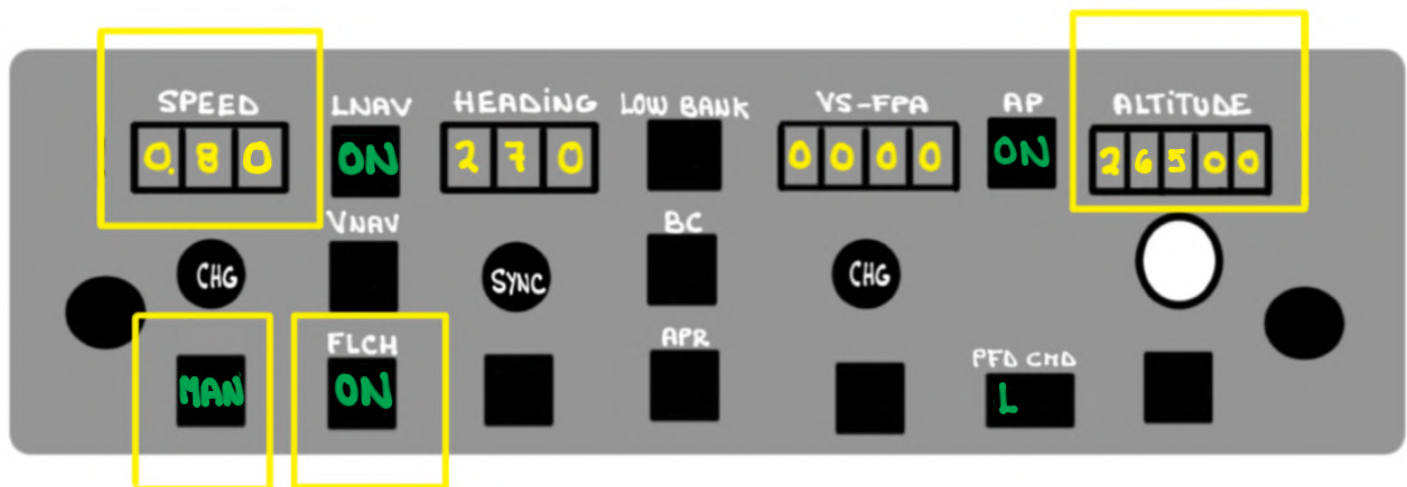 SPEED LNAV HEADING LOW BANK VS-FPA AP ALTITUDE
0.80 ON 270 0000 ON 26500
VNAV BC
CHG SYNC CHG
FLCH APR PFD CMD
MAN ON L